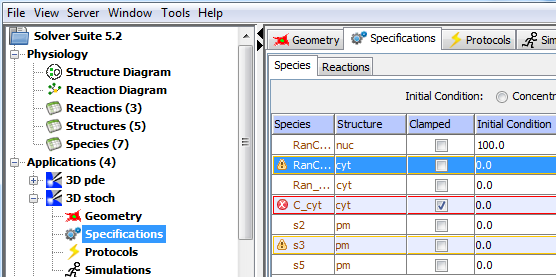 File View Server Window Tools Help
Solver Suite 5.2
Physiology
Structure Diagram
Reaction Diagram
Reactions (3)
Structures (5)
Species (7)
Applications (4)
3D pde
3D stoch
Geometry
Specifications
Protocols
Simulations
Geometry Specifications Protocols
Species Reactions
Initial Condition:
Species Structure Clamped Initial Condition
RanC... nuc 100.0
RanC... cyt 0.0
Ran_... cyt 0.0
C_cyt cyt 0.0
s2 pm 0.0
s3 pm 0.0
s5 pm 0.0